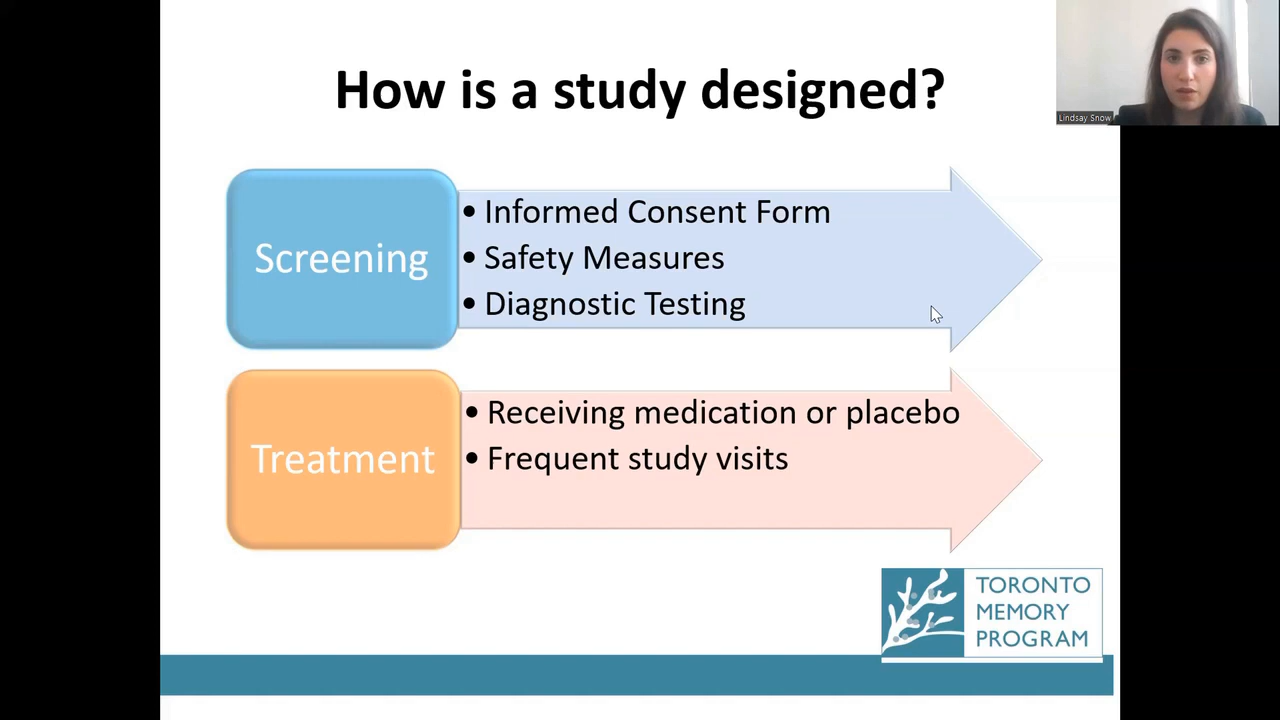 How is a study designed?
Lindsay Snow
Screening
• Informed Consent Form
• Safety Measures
• Diagnostic Testing
Treatment
• Receiving medication or placebo
• Frequent study visits
TORONTO
MEMORY
PROGRAM